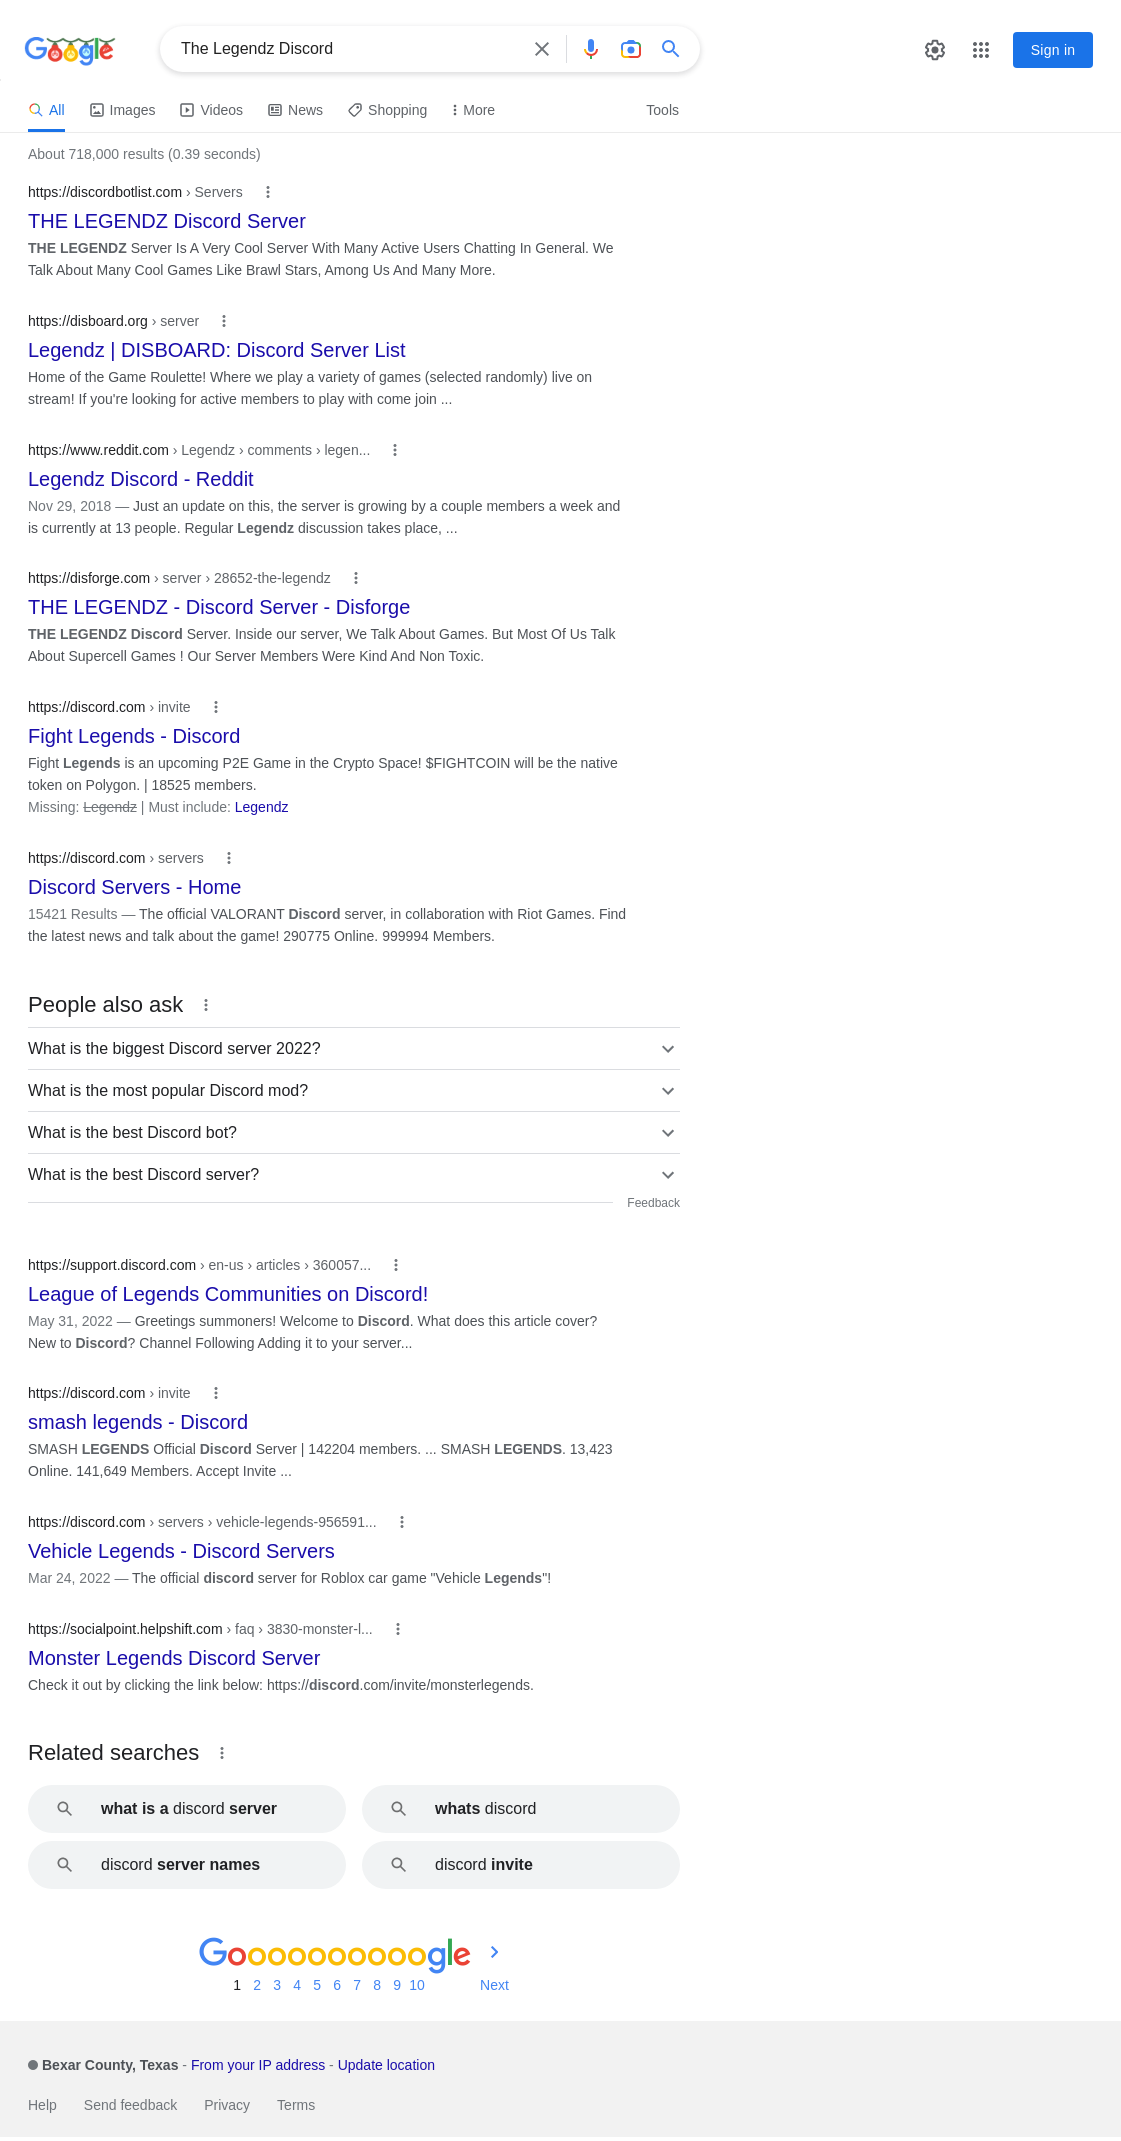 Google
The Legendz Discord
Sign in
All Images Videos News Shopping More Tools
About 718,000 results (0.39 seconds)
https://discordbotlist.com › Servers
THE LEGENDZ Discord Server
THE LEGENDZ Server Is A Very Cool Server With Many Active Users Chatting In General. We
Talk About Many Cool Games Like Brawl Stars, Among Us And Many More.
https://disboard.org › server
Legendz | DISBOARD: Discord Server List
Home of the Game Roulette! Where we play a variety of games (selected randomly) live on
stream! If you're looking for active members to play with come join ...
https://www.reddit.com › Legendz › comments › legen...
Legendz Discord - Reddit
Nov 29, 2018 — Just an update on this, the server is growing by a couple members a week and
is currently at 13 people. Regular Legendz discussion takes place, ...
https://disforge.com › server › 28652-the-legendz
THE LEGENDZ - Discord Server - Disforge
THE LEGENDZ Discord Server. Inside our server, We Talk About Games. But Most Of Us Talk
About Supercell Games ! Our Server Members Were Kind And Non Toxic.
https://discord.com › invite
Fight Legends - Discord
Fight Legends is an upcoming P2E Game in the Crypto Space! $FIGHTCOIN will be the native
token on Polygon. | 18525 members.
Missing: Legendz | Must include: Legendz
https://discord.com › servers
Discord Servers - Home
15421 Results — The official VALORANT Discord server, in collaboration with Riot Games. Find
the latest news and talk about the game! 290775 Online. 999994 Members.
People also ask
What is the biggest Discord server 2022?
What is the most popular Discord mod?
What is the best Discord bot?
What is the best Discord server?
Feedback
https://support.discord.com › en-us › articles › 360057...
League of Legends Communities on Discord!
May 31, 2022 — Greetings summoners! Welcome to Discord. What does this article cover?
New to Discord? Channel Following Adding it to your server...
https://discord.com › invite
smash legends - Discord
SMASH LEGENDS Official Discord Server | 142204 members. ... SMASH LEGENDS. 13,423
Online. 141,649 Members. Accept Invite ...
https://discord.com › servers › vehicle-legends-956591...
Vehicle Legends - Discord Servers
Mar 24, 2022 — The official discord server for Roblox car game "Vehicle Legends"!
https://socialpoint.helpshift.com › faq › 3830-monster-l...
Monster Legends Discord Server
Check it out by clicking the link below: https://discord.com/invite/monsterlegends.
Related searches
what is a discord server
whats discord
discord server names
discord invite
Goooooooooogle
1 2 3 4 5 6 7 8 9 10 Next
Bexar County, Texas - From your IP address - Update location
Help Send feedback Privacy Terms